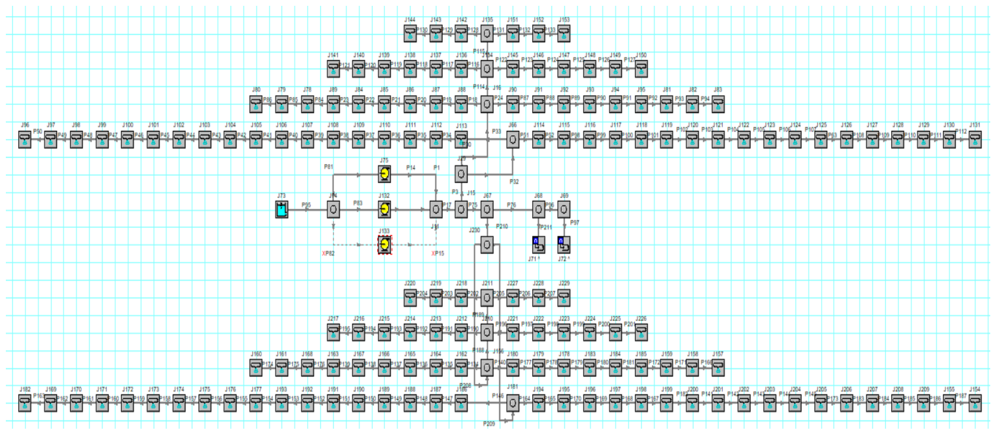 J144 J143 J142 J135 J151 J152 J153
P130 P129 P128 P131 P132 P133
P115
J141 J140 J139 J138 J137 J136 J134 J145 J146 J147 J148 J149 J150
P121 P120 P119 P118 P117 P116 P122 P123 P124 P125 P126 P127
P114 J16
J80 J79 J78 J89 J84 J85 J86 J87 J88 J90 J91 J92 J93 J94 J95 J81 J82 J83
P86 P85 P84 P23 P22 P21 P20 P19 P18 P24 P87 P88 P89 P90 P91 P92 P93 P94
J96 J97 J98 J99 J100 J101 J102 J103 J104 J105 J106 J107 J108 J109 J110 J111 J112 J113 J66 J114 J115 J116 J117 J118 J119 J120 J121 J122 J123 J124 J125 J126 J127 J128 J129 J130 J131
P50 P49 P48 P47 P46 P45 P44 P43 P42 P41 P40 P39 P38 P37 P36 P35 P34 P33 P51 P52 P98 P99 P100 P101 P102 P103 P104 P105 P106 P107 P63 P108 P109 P110 P111 P112
J75 J29
P81 P14 P1
P32
J73 J132 P3 J15 J67 J68 J69
P95 P83 P17 P75 P76 P96
J133 J230 P210 P211 P97
XP82 XP15 J71 ^ J72 ^
J220 J219 J218 J211 J227 J228 J229
P204 P203 P202 P205 P206 P207
P189
J217 J216 J215 J214 J213 J212 J210 J221 J222 J223 J224 J225 J226
P195 P194 P193 P192 P191 P190 P196 P197 P198 P199 P200 P201
P188 J156
J160 J161 J168 J163 J167 J166 J165 J164 J162 J180 J179 J178 J183 J184 J185 J159 J158 J157
P174 P175 P176 P139 P138 P137 P136 P135 P134 P140 P177 P178 P179 P180 P181 P172 P171 P166
P208
J182 J169 J170 J171 J172 J173 J174 J175 J176 J177 J193 J192 J191 J190 J189 J188 J187 J186 J181 J194 J195 J196 J197 J198 J199 J200 J201 J202 J203 J204 J205 J206 J207 J208 J209 J155 J154
P163 P162 P161 P160 P159 P158 P157 P156 P155 P154 P153 P152 P151 P150 P149 P148 P147 P146 P164 P165 P170 P169 P168 P167 P182 P141 P142 P143 P144 P145 P173 P183 P184 P185 P186 P187
P209